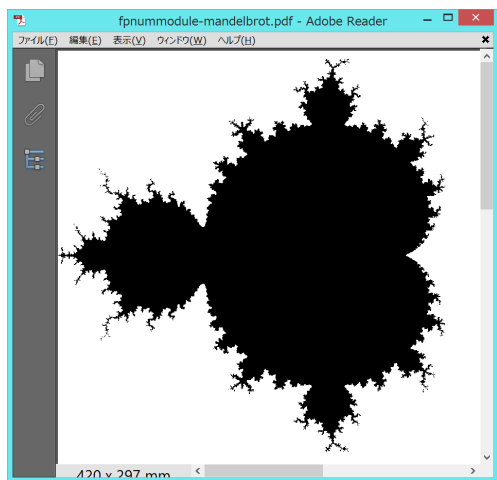 fpnummodule-mandelbrot.pdf - Adobe Reader
ファイル(F) 編集(E) 表示(V) ウィンドウ(W) ヘルプ(H)
420 x 297 mm